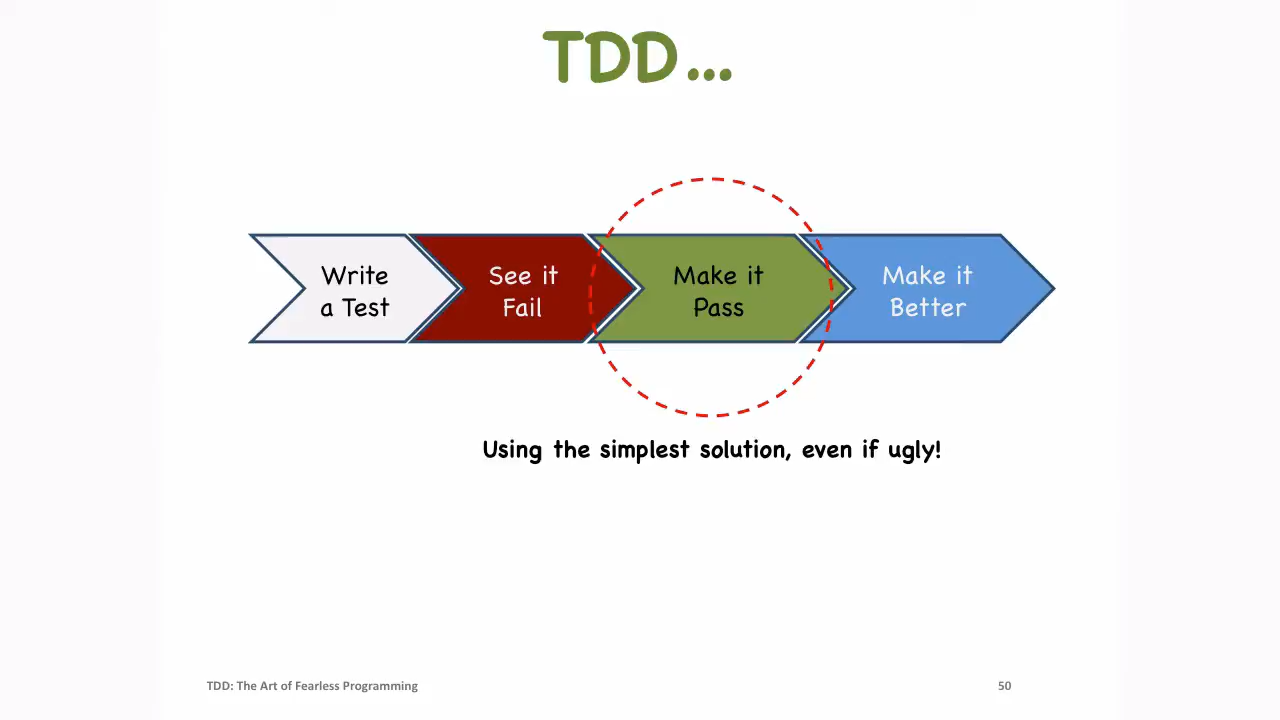 TDD...
Write
a Test
See it
Fail
Make it
Pass
Make it
Better
Using the simplest solution, even if ugly!
TDD: The Art of Fearless Programming
50